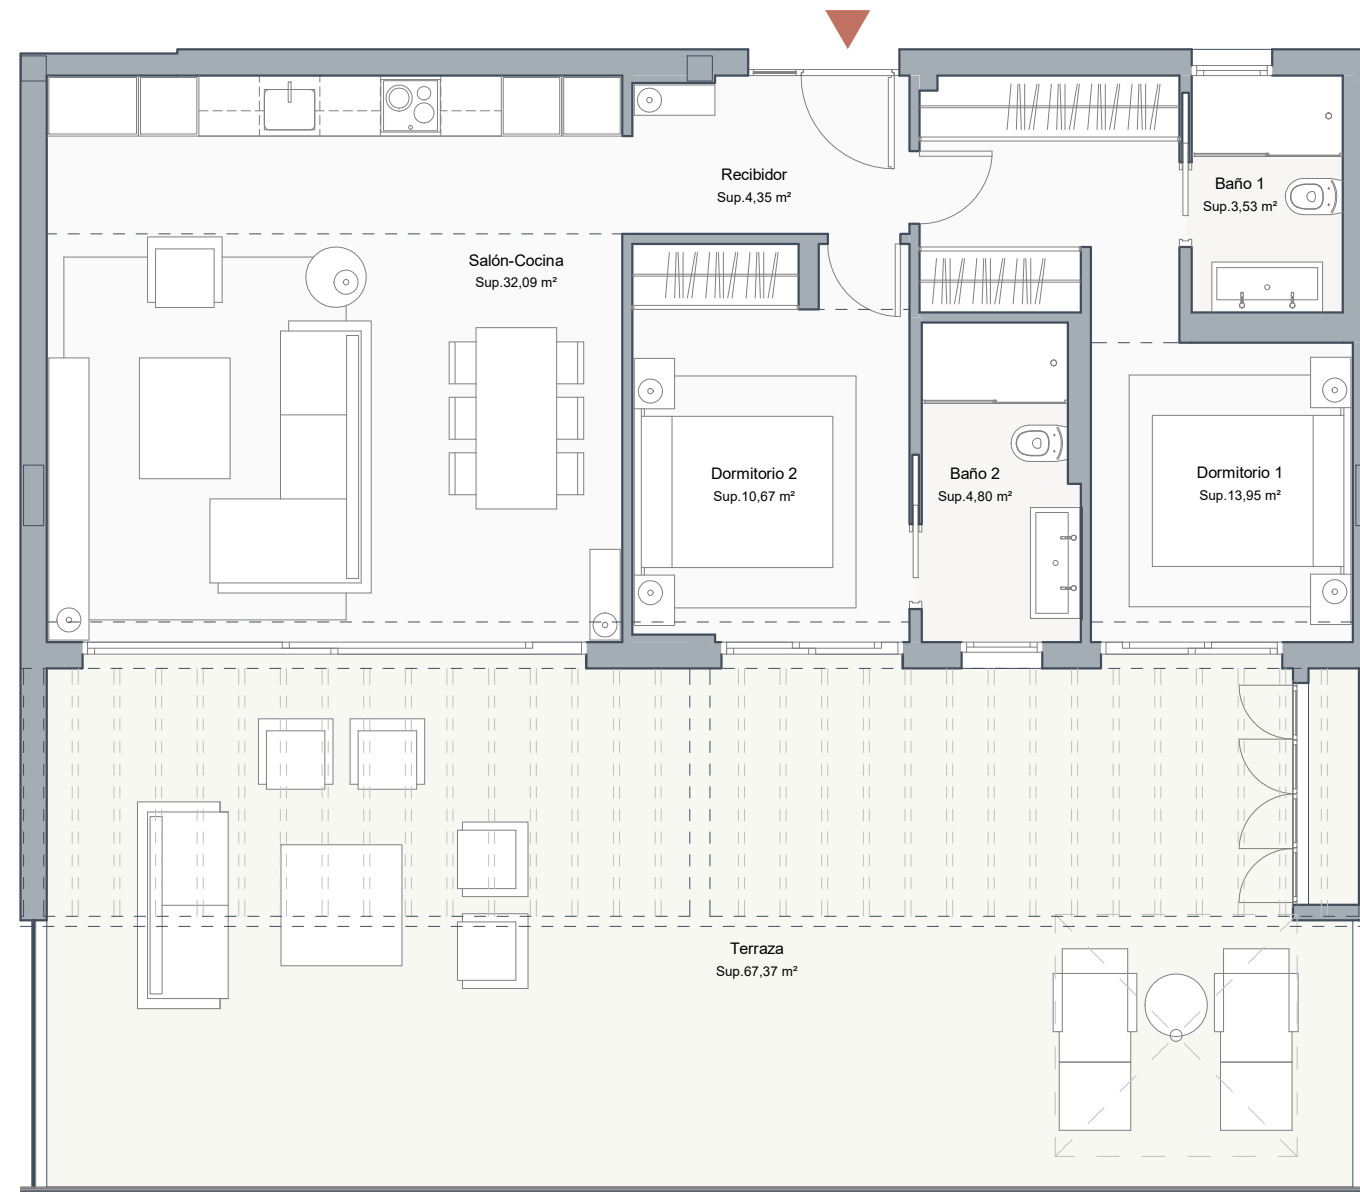 Recibidor
Sup.4,35 m²
Baño 1
Sup.3,53 m²
Salón-Cocina
Sup.32,09 m²
Dormitorio 2
Sup.10,67 m²
Baño 2
Sup.4,80 m²
Dormitorio 1
Sup.13,95 m²
Terraza
Sup.67,37 m²